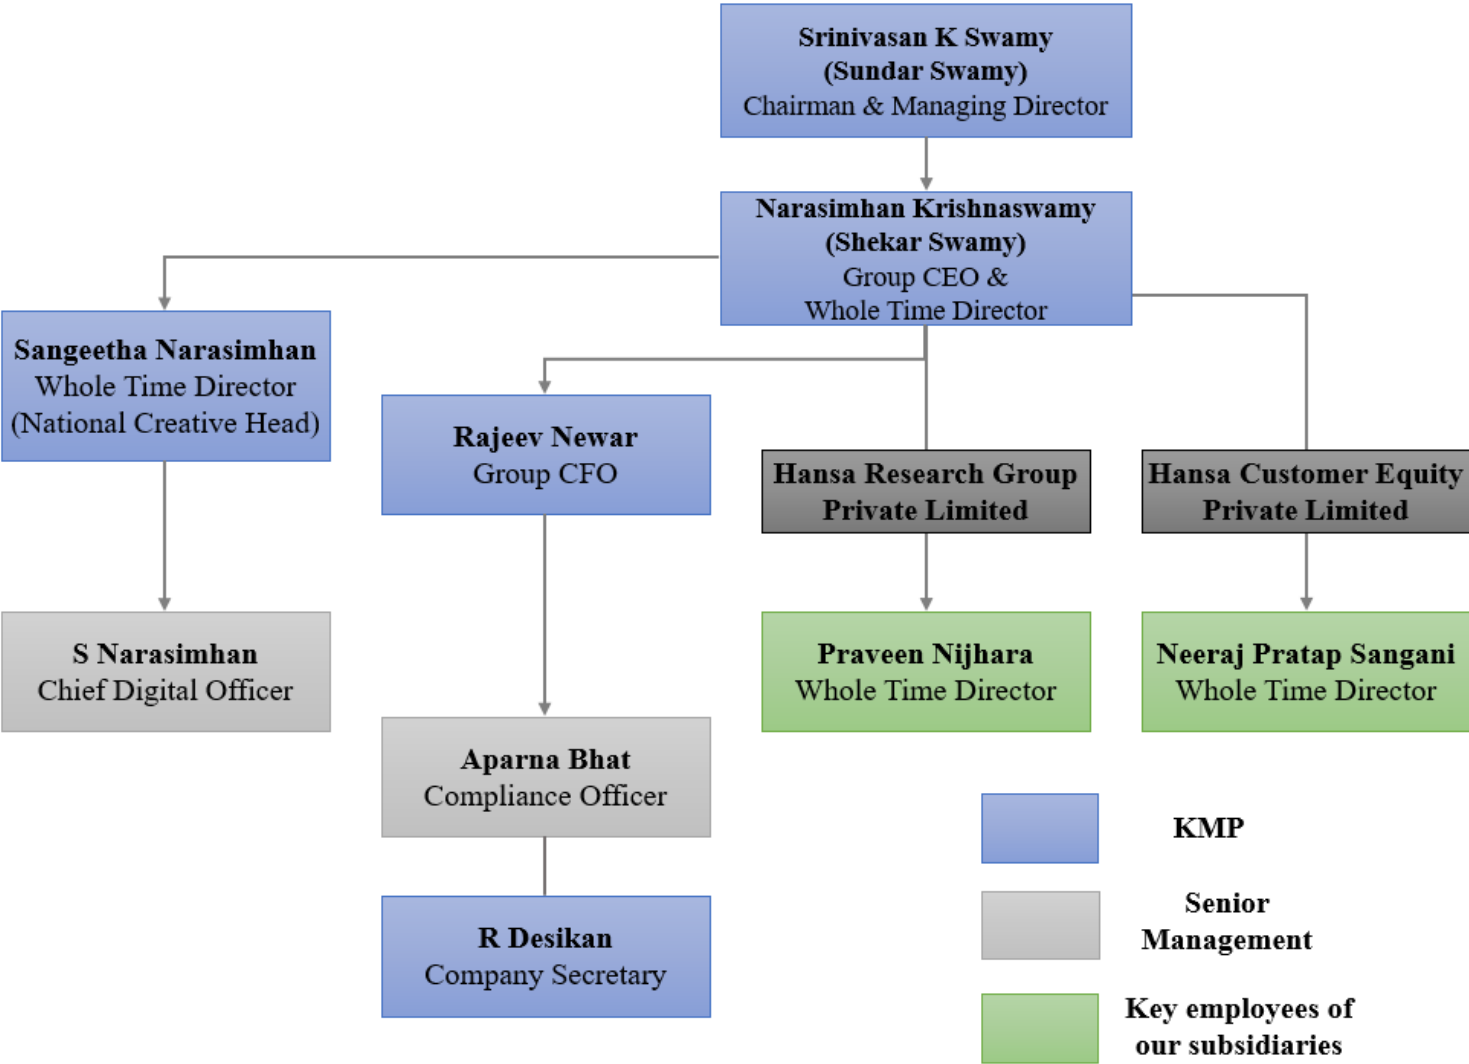 Srinivasan K Swamy
(Sundar Swamy)
Chairman & Managing Director
Narasimhan Krishnaswamy
(Shekar Swamy)
Group CEO &
Whole Time Director
Sangeetha Narasimhan
Whole Time Director
(National Creative Head)
Rajeev Newar
Group CFO
Hansa Research Group
Private Limited
Hansa Customer Equity
Private Limited
S Narasimhan
Chief Digital Officer
Praveen Nijhara
Whole Time Director
Neeraj Pratap Sangani
Whole Time Director
Aparna Bhat
Compliance Officer
R Desikan
Company Secretary
KMP
Senior
Management
Key employees of
our subsidiaries